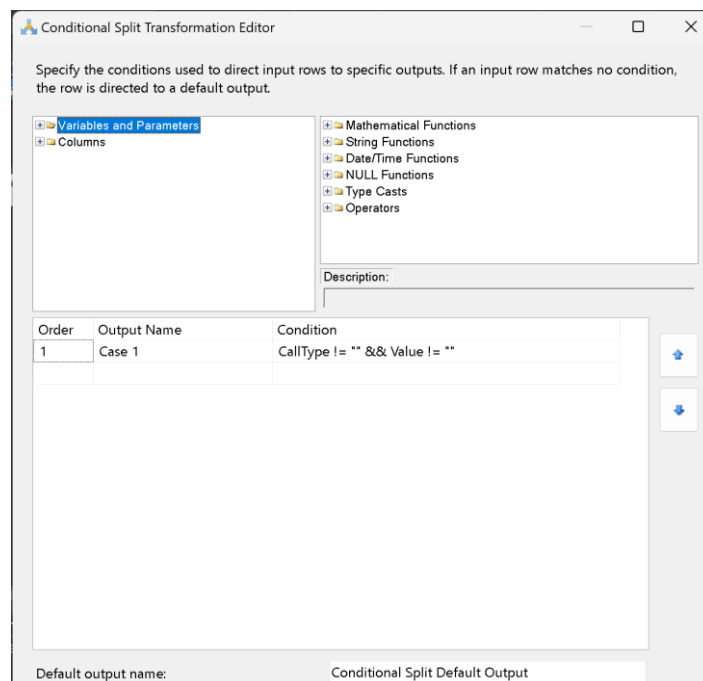 Conditional Split Transformation Editor
Specify the conditions used to direct input rows to specific outputs. If an input row matches no condition,
the row is directed to a default output.
Variables and Parameters
Columns
Mathematical Functions
String Functions
Date/Time Functions
NULL Functions
Type Casts
Operators
Description:
Order Output Name Condition
1 Case 1 CallType != "" && Value != ""
Default output name: Conditional Split Default Output